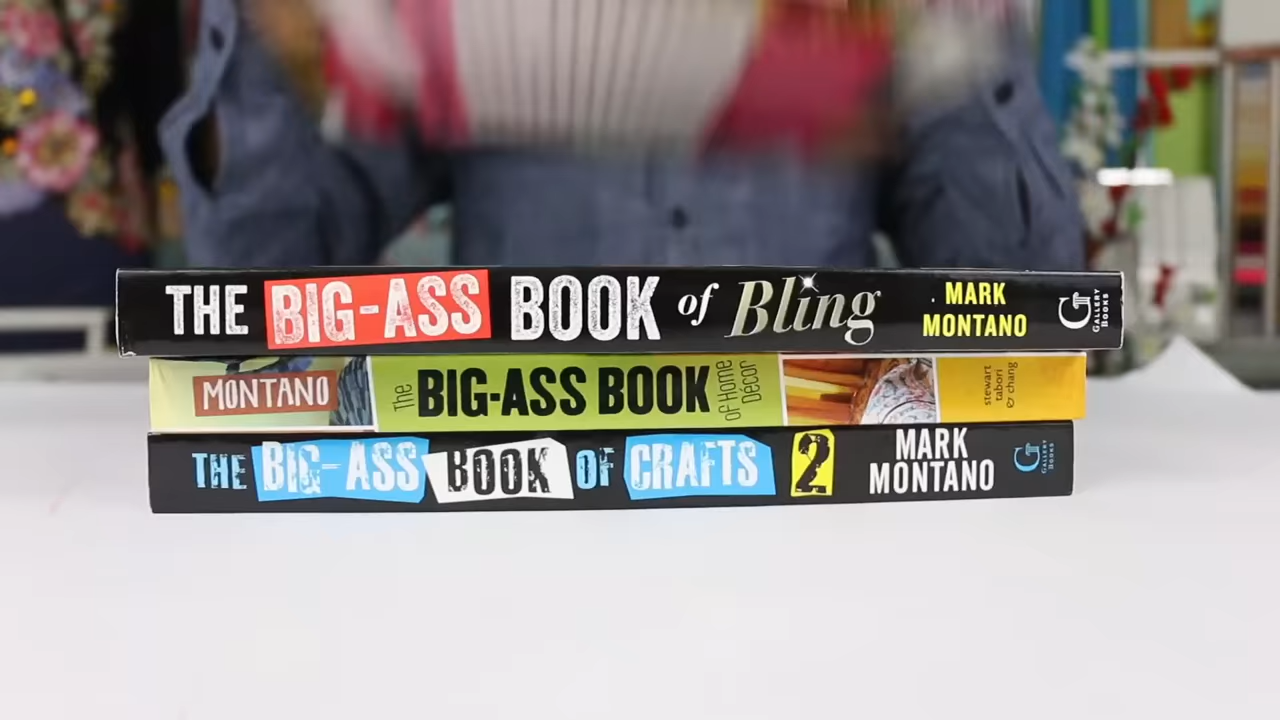 THE BIG-ASS BOOK of Bling MARK MONTANO G GALLERY BOOKS
MONTANO The BIG-ASS BOOK of Home Décor stewart tabori & chang
THE BIG-ASS BOOK OF CRAFTS 2 MARK MONTANO G GALLERY BOOKS